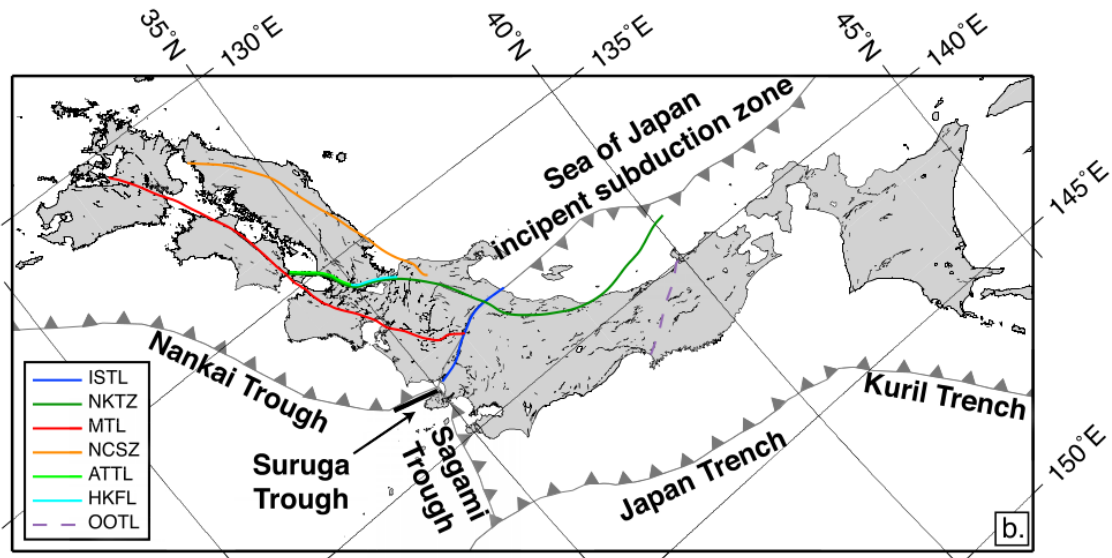 35°N
130°E
40°N
135°E
45°N
140°E
145°E
150°E
Sea of Japan
incipient subduction zone
Nankai Trough
Suruga
Trough
Sagami
Trough
Japan Trench
Kuril Trench
ISTL
NKTZ
MTL
NCSZ
ATTL
HKFL
OOTL
b.